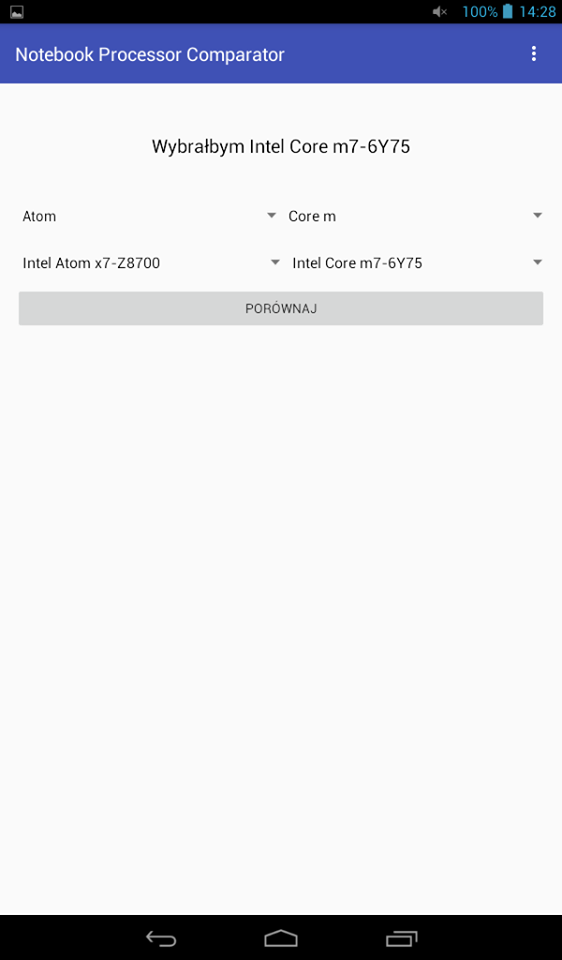 100% 14:28
Notebook Processor Comparator
Wybrałbym Intel Core m7-6Y75
Atom Core m
Intel Atom x7-Z8700 Intel Core m7-6Y75
PORÓWNAJ